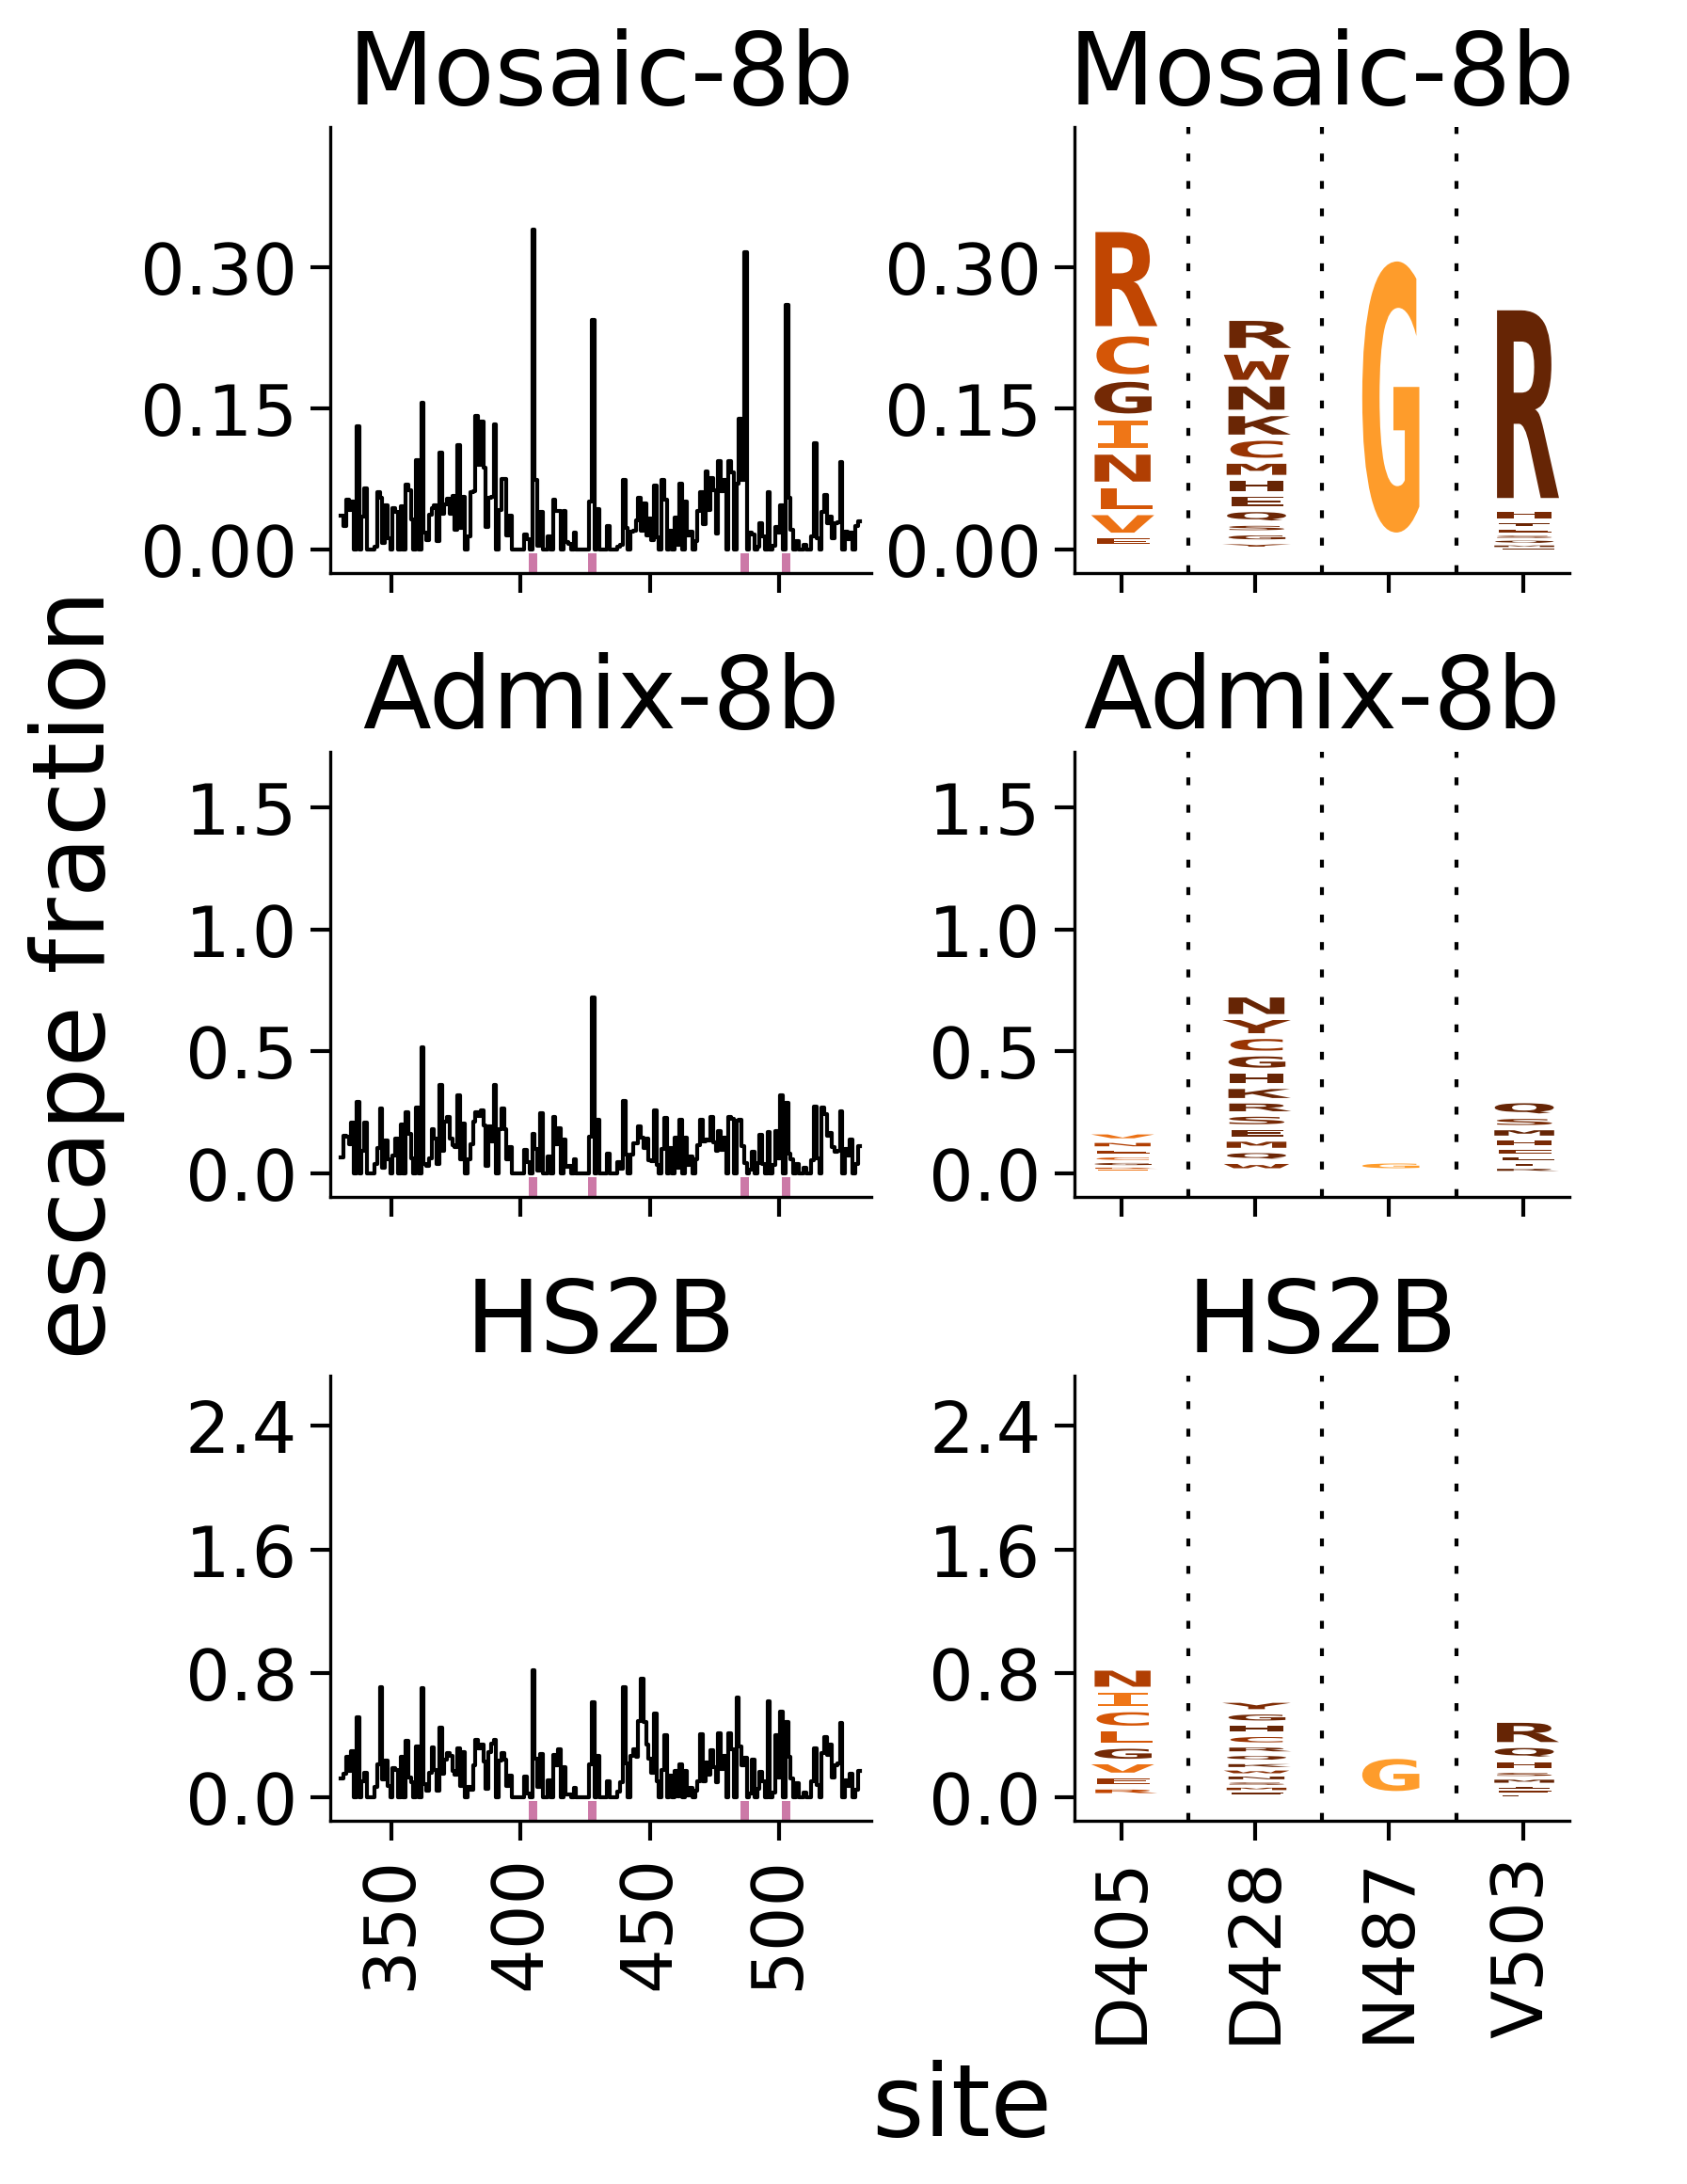 Mosaic-8b Mosaic-8b
0.30 0.30
0.15 0.15
0.00 0.00
R C G I N L K E
R W N K C M H E Q S G Y
G
R
Admix-8b Admix-8b
1.5 1.5
1.0 1.0
0.5 0.5
0.0 0.0
N Y C G H K R S E M Q W
G
escape fraction
HS2B HS2B
2.4 2.4
1.6 1.6
0.8 0.8
0.0 0.0
N I C L G V E R
G
R Q
350 400 450 500 D405 D428 N487 V503
site